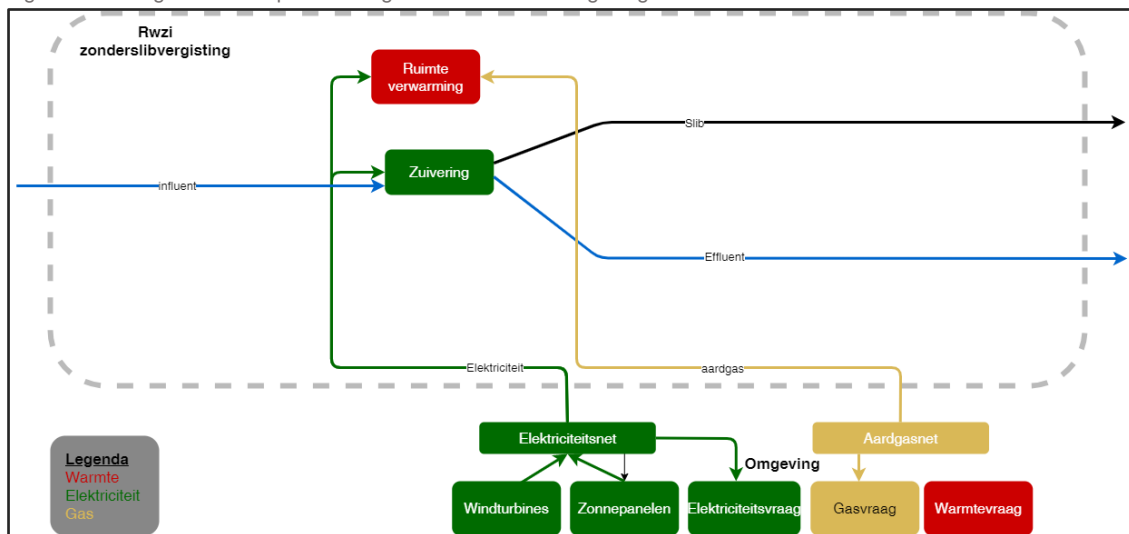 Rwzi
zonderslibvergisting
Ruimte
verwarming
Slib
Zuivering
influent
Effluent
Elektriciteit
aardgas
Elektriciteitsnet
Aardgasnet
Omgeving
Legenda
Warmte
Elektriciteit
Gas
Windturbines
Zonnepanelen
Elektriciteitsvraag
Gasvraag
Warmtevraag